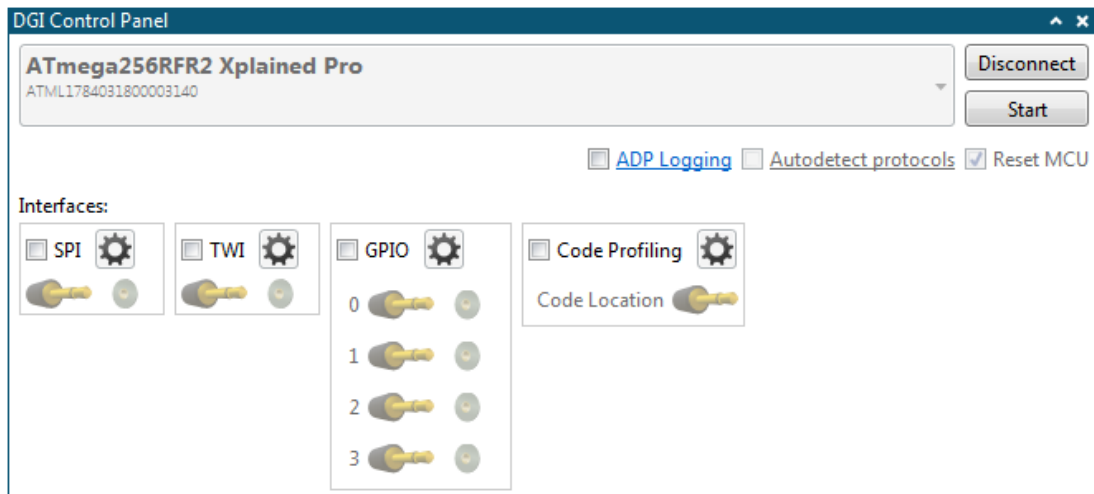 DGI Control Panel
ATmega256RFR2 Xplained Pro
ATML1784031800003140
Disconnect
Start
ADP Logging Autodetect protocols Reset MCU
Interfaces:
SPI TWI GPIO Code Profiling
0 Code Location
1
2
3